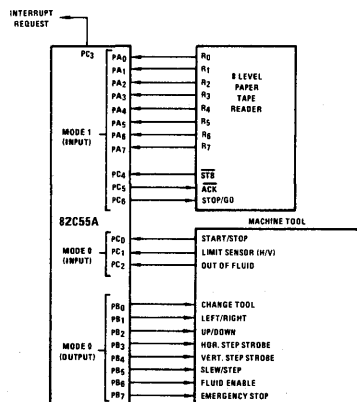 INTERRUPT
REQUEST
PC3
PA0 R0
PA1 R1
PA2 R2
PA3 R3
PA4 R4
PA5 R5
PA6 R6
PA7 R7
8 LEVEL
PAPER
TAPE
READER
MODE 1
(INPUT)
PC4 STB
PC5 ACK
PC6 STOP/GO
82C55A
MACHINE TOOL
MODE 0
(INPUT)
PC0 START/STOP
PC1 LIMIT SENSOR (H/V)
PC2 OUT OF FLUID
MODE 0
(OUTPUT)
PB0 CHANGE TOOL
PB1 LEFT/RIGHT
PB2 UP/DOWN
PB3 HOR. STEP STROBE
PB4 VERT. STEP STROBE
PB5 SLEW/STEP
PB6 FLUID ENABLE
PB7 EMERGENCY STOP